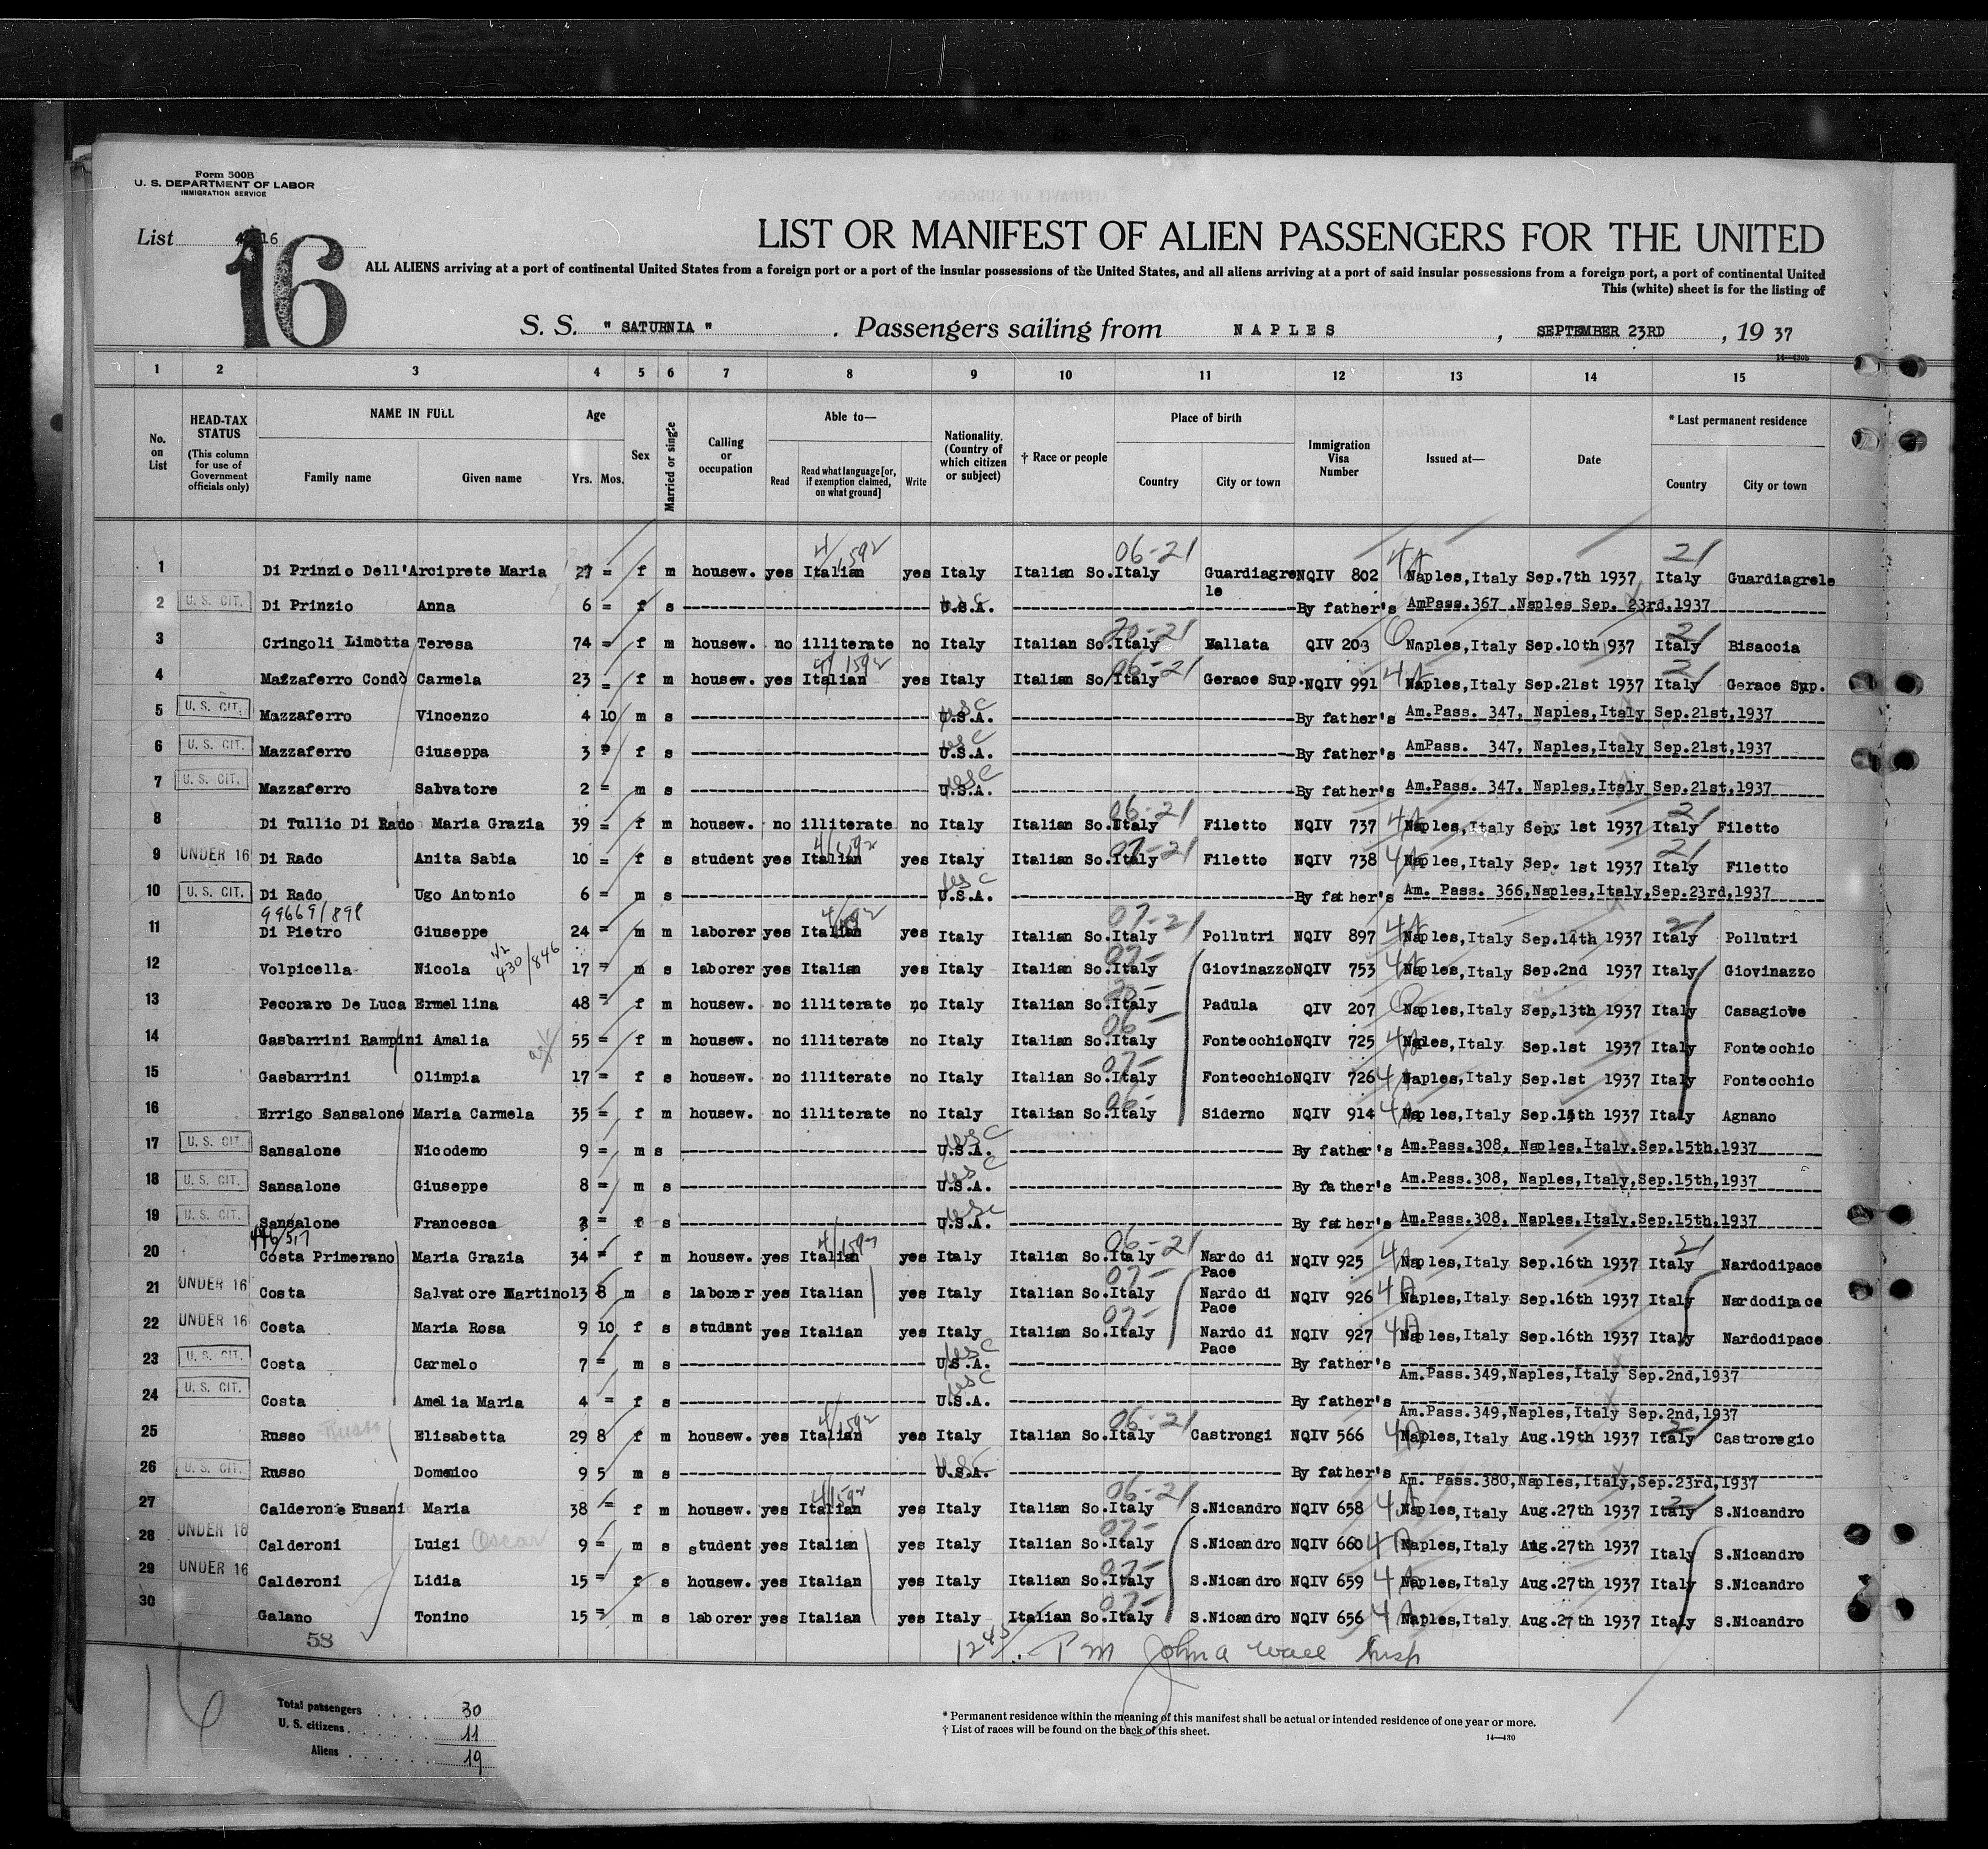 Form 500B
U. S. DEPARTMENT OF LABOR
IMMIGRATION SERVICE
List 16
16
LIST OR MANIFEST OF ALIEN PASSENGERS FOR THE UNITED
ALL ALIENS arriving at a port of continental United States from a foreign port or a port of the insular possessions of the United States, and all aliens arriving at a port of said insular possessions from a foreign port, a port of continental United
This (white) sheet is for the listing of
S. S. " SATURNIA " . Passengers sailing from N A P L E S , SEPTEMBER 23RD , 19 37
14—430b
1 2 3 4 5 6 7 8 9 10 11 12 13 14 15
No. on List HEAD-TAX STATUS (This column for use of Government officials only) NAME IN FULL Family name Given name Age Yrs. Mos. Sex Married or single Calling or occupation Able to— Read Read what language [or, if exemption claimed, on what ground] Write Nationality. (Country of which citizen or subject) † Race or people Place of birth Country City or town Immigration Visa Number Issued at— Date * Last permanent residence Country City or town
06-21 4A 21
1 Di Prinzio Dell'Arciprete Maria 27 = f m housew. yes Italian yes Italy Italian So. Italy Guardiagrele NQIV 802 Naples,Italy Sep.7th 1937 Italy Guardiagrele
2 U. S. CIT. Di Prinzio Anna 6 = f s U.S.A. By father's AmPass.367 .Naples Sep. 23rd,1937
3 Cringoli Limotta Teresa 74 = f m housew. no illiterate no Italy Italian So. Italy Vallata QIV 203 Naples,Italy Sep.10th 1937 Italy Bisaccia
4 Mazzaferro Condò Carmela 23 = f m housew. yes Italian yes Italy Italian So. Italy Gerace Sup. NQIV 991 Naples,Italy Sep.21st 1937 Italy Gerace Sup.
5 U. S. CIT. Mazzaferro Vincenzo 4 10 m s U.S.A. By father's Am.Pass. 347, Naples,Italy Sep.21st,1937
6 U. S. CIT. Mazzaferro Giuseppa 3 f s U.S.A. By father's AmPass. 347, Naples,Italy Sep.21st,1937
7 U. S. CIT. Mazzaferro Salvatore 2 = m s U.S.A. By father's Am.Pass. 347, Naples,Italy Sep.21st,1937
8 Di Tullio Di Rado Maria Grazia 39 = f m housew. no illiterate no Italy Italian So. Italy Filetto NQIV 737 Naples,Italy Sep. 1st 1937 Italy Filetto
9 UNDER 16 Di Rado Anita Sabia 10 = f s student yes Italian yes Italy Italian So. Italy Filetto NQIV 738 Naples,Italy Sep. 1st 1937 Italy Filetto
10 U. S. CIT. Di Rado Ugo Antonio 6 = m s U.S.A. By father's Am. Pass. 366,Naples,Italy,Sep.23rd,1937
99669/898
11 Di Pietro Giuseppe 24 = m m laborer yes Italian yes Italy Italian So. Italy Pollutri NQIV 897 Naples,Italy Sep.14th 1937 Italy Pollutri
12 Volpicella Nicola 430/846 17 = m s laborer yes Italian yes Italy Italian So. Italy Giovinazzo NQIV 753 Naples,Italy Sep.2nd 1937 Italy Giovinazzo
13 Pecoraro De Luca Ermellina 48 = f m housew. no illiterate no Italy Italian So. Italy Padula QIV 207 Naples,Italy Sep.13th 1937 Italy Casagiove
14 Gasbarrini Rampini Amalia 55 = f m housew. no illiterate no Italy Italian So. Italy Fontecchio NQIV 725 Naples,Italy Sep.1st 1937 Italy Fontecchio
15 Gasbarrini Olimpia 17 = f s housew. no illiterate no Italy Italian So. Italy Fontecchio NQIV 726 Naples,Italy Sep.1st 1937 Italy Fontecchio
16 Errigo Sansalone Maria Carmela 35 = f m housew. no illiterate no Italy Italian So. Italy Siderno NQIV 914 Naples,Italy Sep.15th 1937 Italy Agnano
17 U. S. CIT. Sansalone Nicodemo 9 = m s U.S.A. By father's Am.Pass.308, Naples,Italy,Sep.15th,1937
18 U. S. CIT. Sansalone Giuseppe 8 = m s U.S.A. By father's Am.Pass.308, Naples,Italy,Sep.15th,1937
19 U. S. CIT. Sansalone Francesca = f s U.S.A. By father's Am.Pass.308, Naples,Italy,Sep.15th,1937
20 Costa Primerano Maria Grazia 34 = f m housew. yes Italian yes Italy Italian So. Italy Nardo di Pace NQIV 925 Naples,Italy Sep.16th 1937 Italy Nardodipace
21 UNDER 16 Costa Salvatore Martino 13 8 m s laborer yes Italian yes Italy Italian So. Italy Nardo di Pace NQIV 926 Naples,Italy Sep.16th 1937 Italy Nardodipace
22 UNDER 16 Costa Maria Rosa 9 10 f s student yes Italian yes Italy Italian So. Italy Nardo di Pace NQIV 927 Naples,Italy Sep.16th 1937 Italy Nardodipace
23 U. S. CIT. Costa Carmelo 7 = m s U.S.A. By father's Am.Pass.349,Naples,Italy Sep.2nd,1937
24 U. S. CIT. Costa Amelia Maria 4 = f s U.S.A. By father's Am.Pass.349,Naples,Italy Sep.2nd,1937
25 Russo Russo Elisabetta 29 8 f m housew. yes Italian yes Italy Italian So. Italy Castrongi NQIV 566 Naples,Italy Aug.19th 1937 Italy Castroregio
26 U. S. CIT. Russo Domenico 9 5 m s U.S.A. By father's Am. Pass.380,Naples,Italy,Sep.23rd,1937
27 Calderone Eusani Maria 38 = f m housew. yes Italian yes Italy Italian So. Italy S.Nicandro NQIV 658 Naples,Italy Aug.27th 1937 Italy S.Nicandro
28 UNDER 16 Calderoni Luigi Oscar 9 = m s student yes Italian yes Italy Italian So. Italy S.Nicandro NQIV 660 Naples,Italy Aug.27th 1937 Italy S.Nicandro
29 UNDER 16 Calderoni Lidia 15 = f s housew. yes Italian yes Italy Italian So. Italy S.Nicandro NQIV 659 Naples,Italy Aug.27th 1937 Italy S.Nicandro
30 Galano Tonino 15 = m s laborer yes Italian yes Italy Italian So. Italy S.Nicandro NQIV 656 Naples,Italy Aug.27th 1937 Italy S.Nicandro
58
12 45 P M John A Wall Insp
16
Total passengers . . . . 30
U. S. citizens . . . . . . 11
Aliens . . . . . . 19
* Permanent residence within the meaning of this manifest shall be actual or intended residence of one year or more.
† List of races will be found on the back of this sheet.
14—430